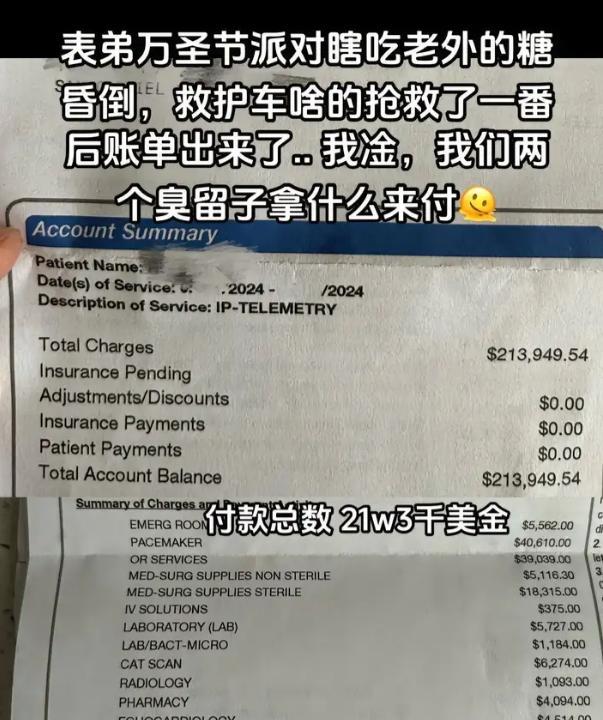 表弟万圣节派对瞎吃老外的糖
昏倒，救护车啥的抢救了一番
后账单出来了.. 我淦，我们两
个臭留子拿什么来付🫠
Account Summary
Patient Name:
Date(s) of Service: 2024 - /2024
Description of Service: IP-TELEMETRY
Total Charges $213,949.54
Insurance Pending
Adjustments/Discounts $0.00
Insurance Payments $0.00
Patient Payments $0.00
Total Account Balance $213,949.54
Summary of Charges
付款总数 21w3千美金
EMERG ROOM $5,562.00
PACEMAKER $40,610.00
OR SERVICES $39,039.00
MED-SURG SUPPLIES NON STERILE $5,116.30
MED-SURG SUPPLIES STERILE $18,315.00
IV SOLUTIONS $375.00
LABORATORY (LAB) $5,727.00
LAB/BACT-MICRO $1,184.00
CAT SCAN $6,274.00
RADIOLOGY $1,093.00
PHARMACY $4,094.00
ECHOCARDIOLOGY $4,514.00